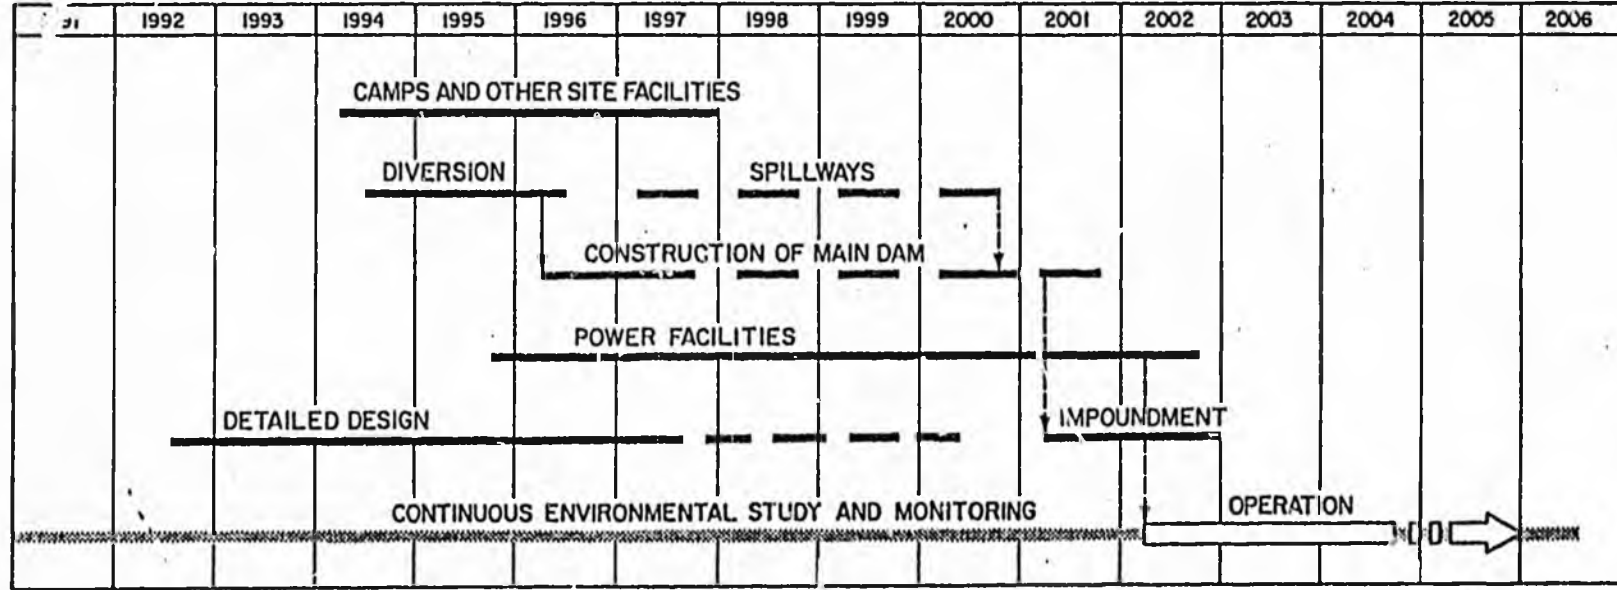 1992 1993 1994 1995 1996 1997 1998 1999 2000 2001 2002 2003 2004 2005 2006
CAMPS AND OTHER SITE FACILITIES
DIVERSION SPILLWAYS
CONSTRUCTION OF MAIN DAM
POWER FACILITIES
DETAILED DESIGN IMPOUNDMENT
CONTINUOUS ENVIRONMENTAL STUDY AND MONITORING OPERATION